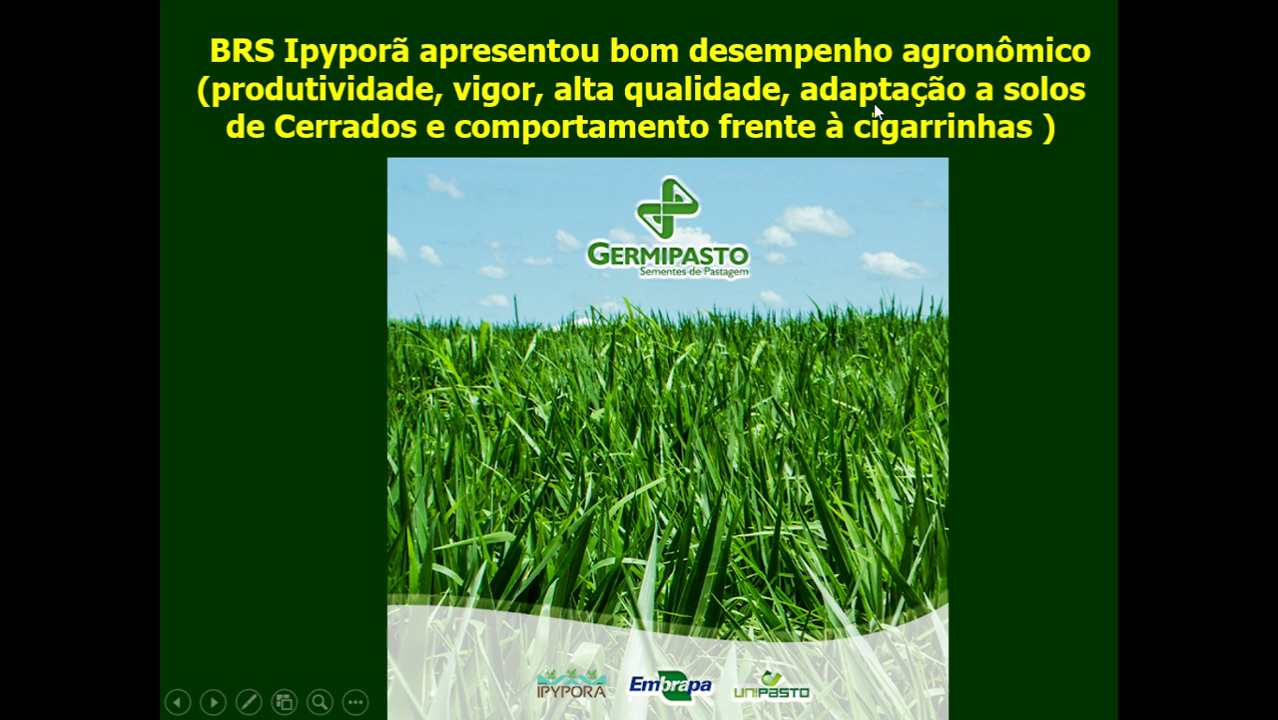 BRS Ipyporã apresentou bom desempenho agronômico
(produtividade, vigor, alta qualidade, adaptação a solos
de Cerrados e comportamento frente à cigarrinhas )
GERMIPASTO
Sementes de Pastagem
IPYPORÃ
Embrapa
UNIPASTO